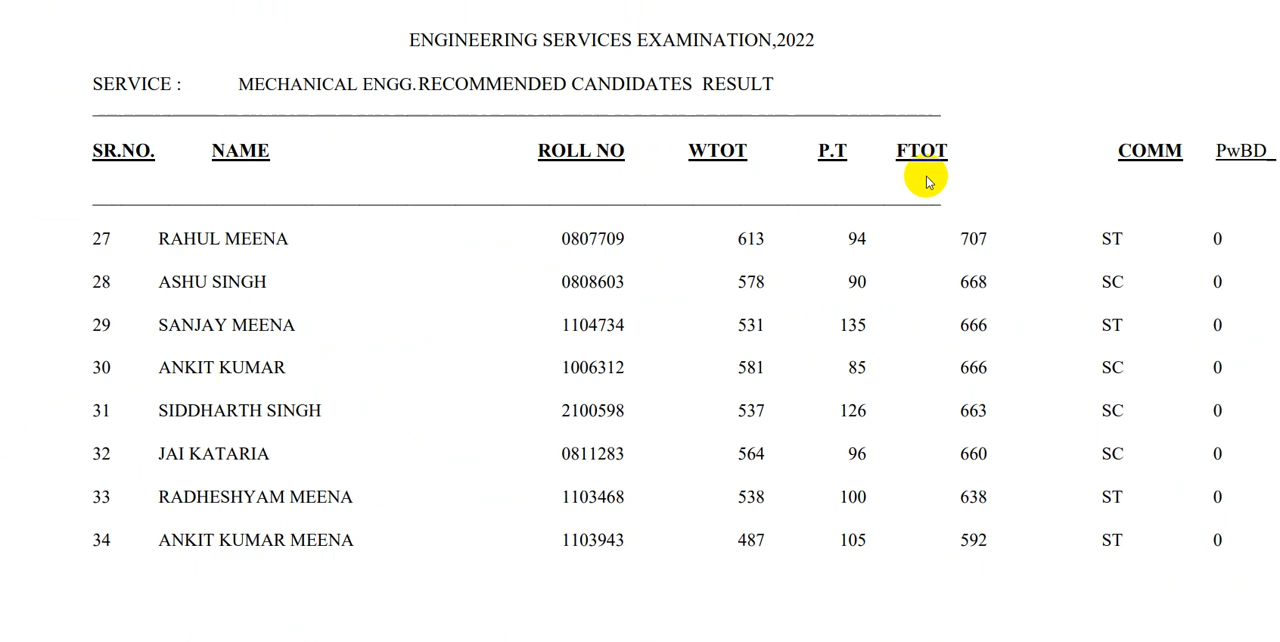 ENGINEERING SERVICES EXAMINATION,2022
SERVICE : MECHANICAL ENGG.RECOMMENDED CANDIDATES RESULT
SR.NO. NAME ROLL NO WTOT P.T FTOT COMM PwBD_
27 RAHUL MEENA 0807709 613 94 707 ST 0
28 ASHU SINGH 0808603 578 90 668 SC 0
29 SANJAY MEENA 1104734 531 135 666 ST 0
30 ANKIT KUMAR 1006312 581 85 666 SC 0
31 SIDDHARTH SINGH 2100598 537 126 663 SC 0
32 JAI KATARIA 0811283 564 96 660 SC 0
33 RADHESHYAM MEENA 1103468 538 100 638 ST 0
34 ANKIT KUMAR MEENA 1103943 487 105 592 ST 0